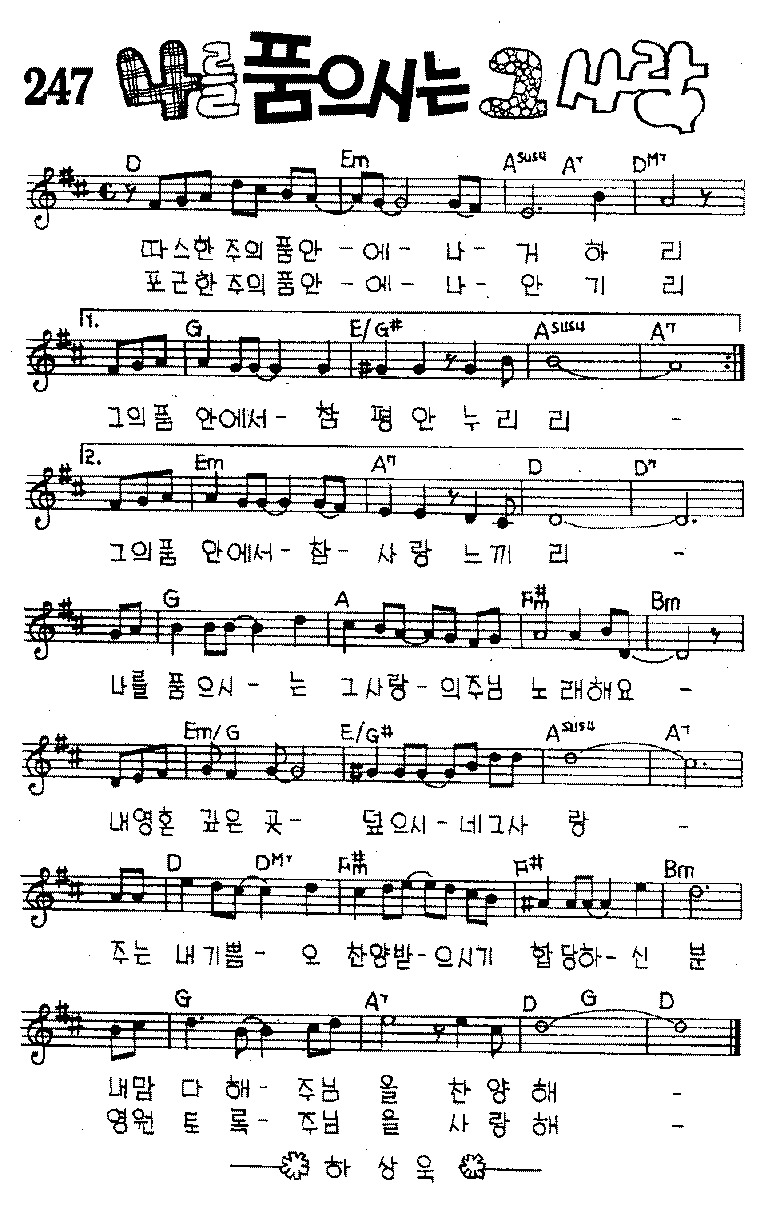 247 나를 품으시는 그 사랑
D Em Asus4 A7 DM7
따스한 주의 품안 - 에 - 나 - 거 하 리
포근한 주의 품안 - 에 - 나 - 안 기 리
1. G E/G# Asus4 A7
그의품 안에서 - 참 평 안 누 리 리 -
2. Em A7 D D7
그의품 안에서 - 참 - 사 랑 느 끼 리 -
G A F#m Bm
나를 품 으시 - 는 그사랑 - 의주님 노 래해요 -
Em/G E/G# Asus4 A7
내영혼 깊은 곳 - 덮으시 - 네그사 랑 -
D DM7 F#m F# Bm
주는 내기쁨 - 오 찬양받 - 으시기 합당하 - 신 분
G A7 D G D
내맘 다 해 - 주님 을 찬 양 해 -
영원 토 록 - 주님 을 사 랑 해 -
하 상 욱